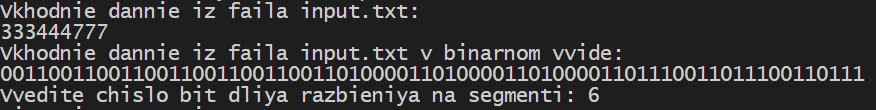 Vkhodnie dannie iz faila input.txt:
333444777
Vkhodnie dannie iz faila input.txt v binarnom vvide:
001100110011001100110011001101000011010000110100001101110011011100110111
Vvedite chislo bit dliya razbieniya na segmenti: 6